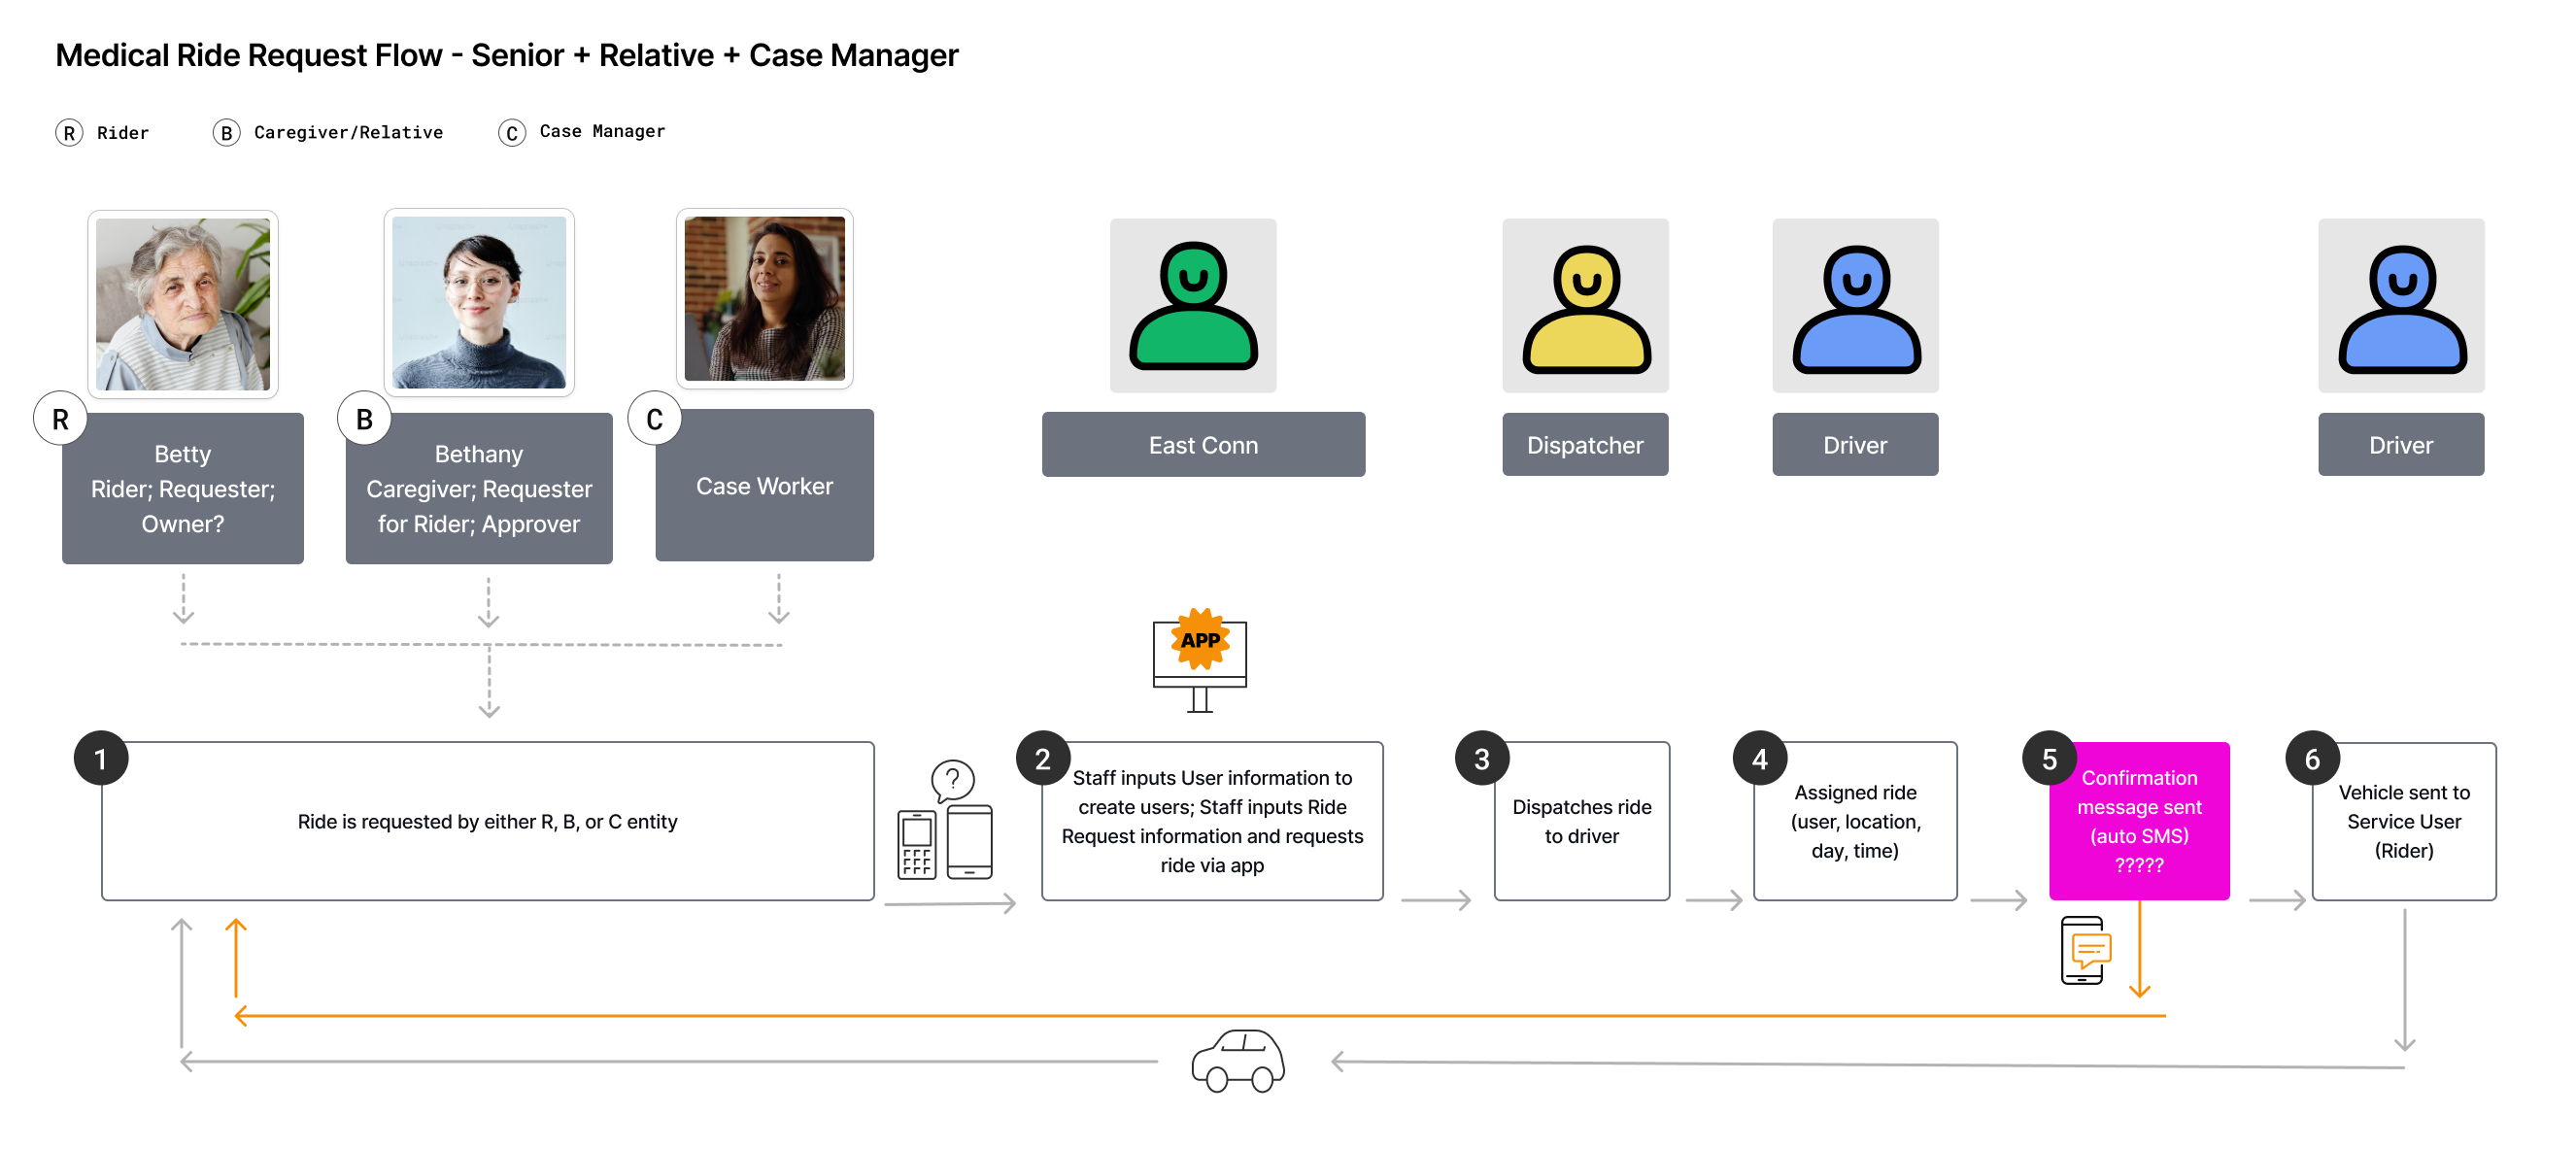 Medical Ride Request Flow - Senior + Relative + Case Manager
R Rider
B Caregiver/Relative
C Case Manager
R
Betty
Rider; Requester;
Owner?
B
Bethany
Caregiver; Requester
for Rider; Approver
C
Case Worker
East Conn
Dispatcher
Driver
Driver
APP
1
Ride is requested by either R, B, or C entity
?
2
Staff inputs User information to
create users; Staff inputs Ride
Request information and requests
ride via app
3
Dispatches ride
to driver
4
Assigned ride
(user, location,
day, time)
5
Confirmation
message sent
(auto SMS)
?????
6
Vehicle sent to
Service User
(Rider)